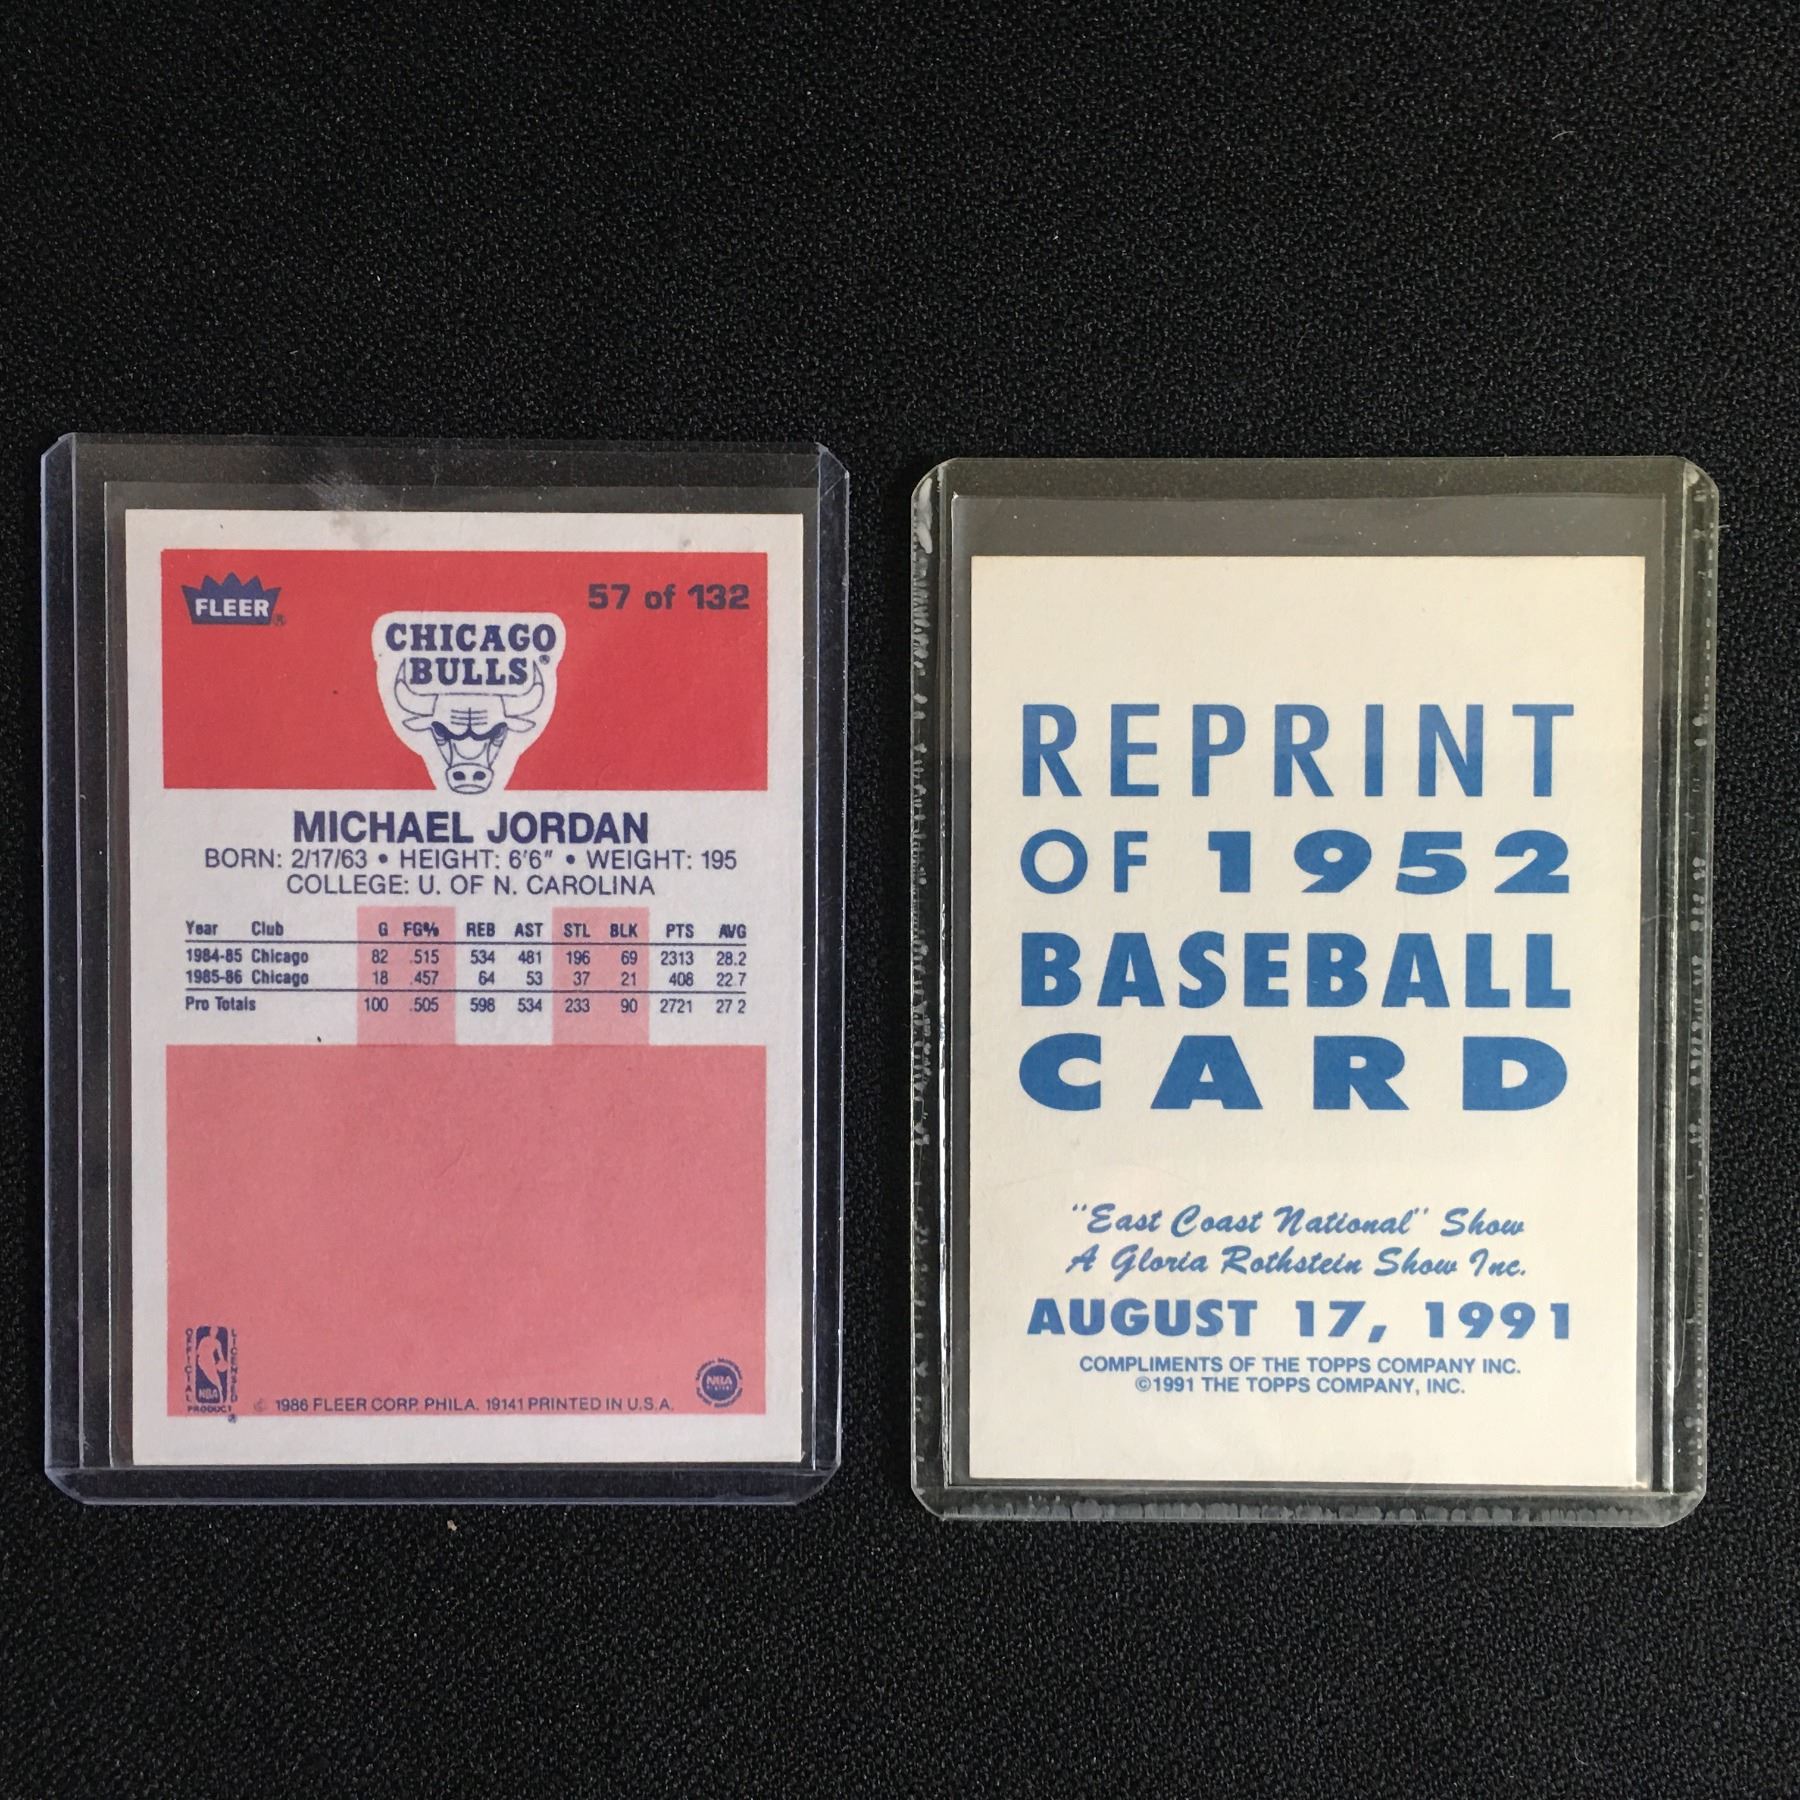 FLEER®
57 of 132
CHICAGO
BULLS®
MICHAEL JORDAN
BORN: 2/17/63 • HEIGHT: 6'6" • WEIGHT: 195
COLLEGE: U. OF N. CAROLINA
Year Club G FG% REB AST STL BLK PTS AVG
1984-85 Chicago 82 .515 534 481 196 69 2313 28.2
1985-86 Chicago 18 .457 64 53 37 21 408 22.7
Pro Totals 100 .505 598 534 233 90 2721 27 2
OFFICIAL
LICENSED
NBA
PRODUCT®
© 1986 FLEER CORP. PHILA. 19141 PRINTED IN U.S.A.
NBA
REPRINT
OF 1952
BASEBALL
CARD
"East Coast National" Show
A Gloria Rothstein Show Inc.
AUGUST 17, 1991
COMPLIMENTS OF THE TOPPS COMPANY INC.
©1991 THE TOPPS COMPANY, INC.